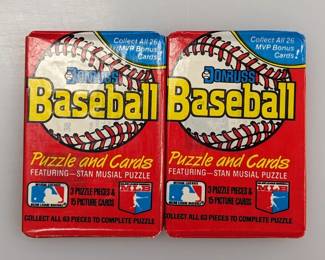 Collect All 26
MVP Bonus
Cards!
DONRUSS
Baseball
Puzzle and Cards
FEATURING—STAN MUSIAL PUZZLE
3 PUZZLE PIECES &
15 PICTURE CARDS
COLLECT ALL 63 PIECES TO COMPLETE PUZZLE
Collect All 26
MVP Bonus
Cards!
DONRUSS
Baseball
Puzzle and Cards
FEATURING—STAN MUSIAL PUZZLE
3 PUZZLE PIECES &
15 PICTURE CARDS
COLLECT ALL 63 PIECES TO COMPLETE PUZZLE